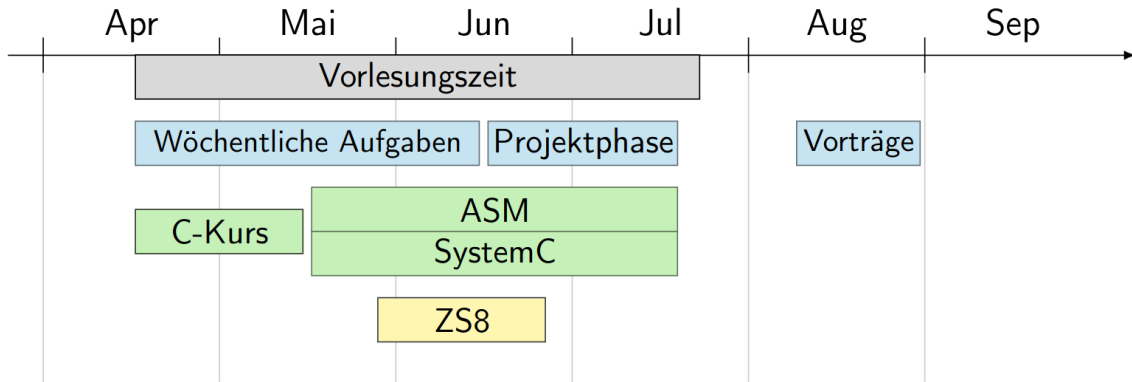 Apr Mai Jun Jul Aug Sep
Vorlesungszeit
Wöchentliche Aufgaben Projektphase Vorträge
ASM
C-Kurs
SystemC
ZS8